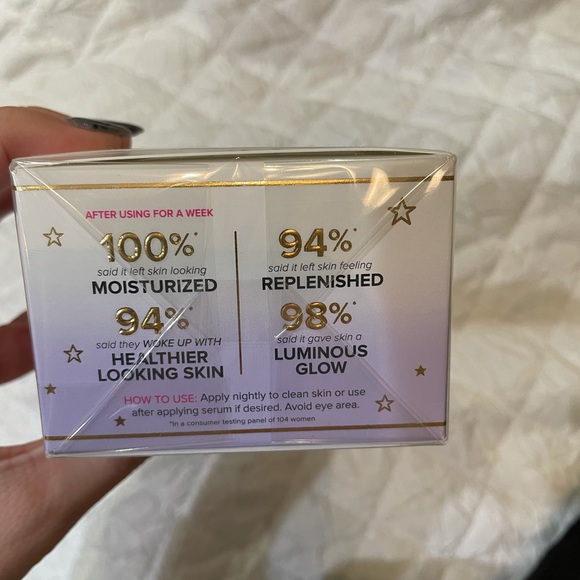 AFTER USING FOR A WEEK
100%*
said it left skin looking
MOISTURIZED
94%*
said it left skin feeling
REPLENISHED
94%*
said they WOKE UP WITH
HEALTHIER
LOOKING SKIN
98%*
said it gave skin a
LUMINOUS
GLOW
HOW TO USE: Apply nightly to clean skin or use
after applying serum if desired. Avoid eye area.
*In a consumer testing panel of 104 women